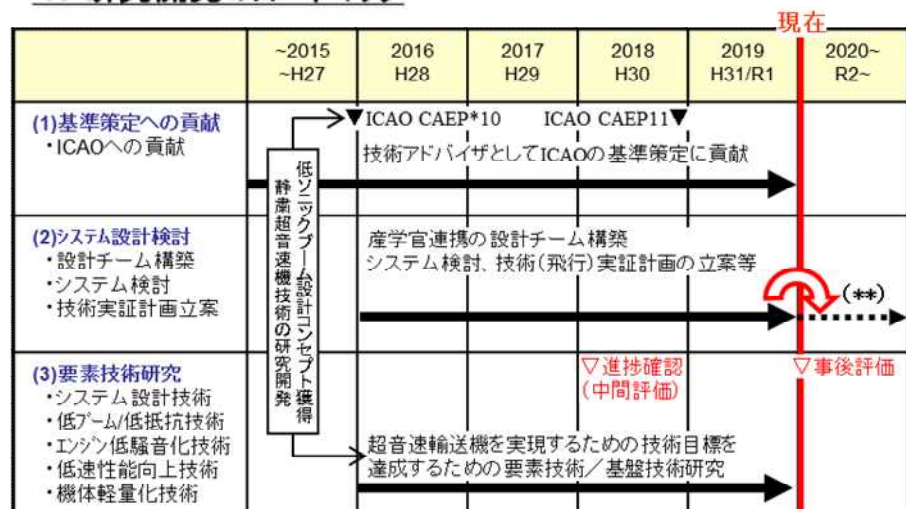 現在
~2015
~H27
2016
H28
2017
H29
2018
H30
2019
H31/R1
2020~
R2~
(1)基準策定への貢献
・ICAOへの貢献
▼ICAO CAEP*10
ICAO CAEP11▼
技術アドバイザとしてICAOの基準策定に貢献
低ソニックブーム設計コンセプト獲得
静粛超音速機技術の研究開発
(2)システム設計検討
・設計チーム構築
・システム検討
・技術実証計画立案
産学官連携の設計チーム構築
システム検討、技術(飛行)実証計画の立案等
(**)
(3)要素技術研究
・システム設計技術
・低ブーム/低抵抗技術
・エンジン低騒音化技術
・低速性能向上技術
・機体軽量化技術
▽進捗確認
(中間評価)
▽事後評価
超音速輸送機を実現するための技術目標を
達成するための要素技術／基盤技術研究